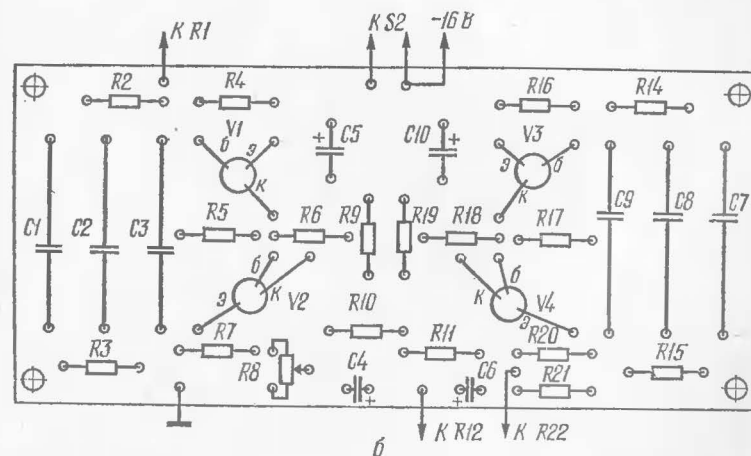 К R1
К S2
-16 В
R2
R4
R16
R14
V1
б
э
к
C5
+
C10
+
V3
э
б
к
C1
C2
C3
R5
R6
R9
R19
R18
R17
C9
C8
C7
б
э
к
V2
б
к
э
V4
R10
R7
R11
R20
R3
R8
C4
+
C6
+
R21
R15
К R12
К R22
б